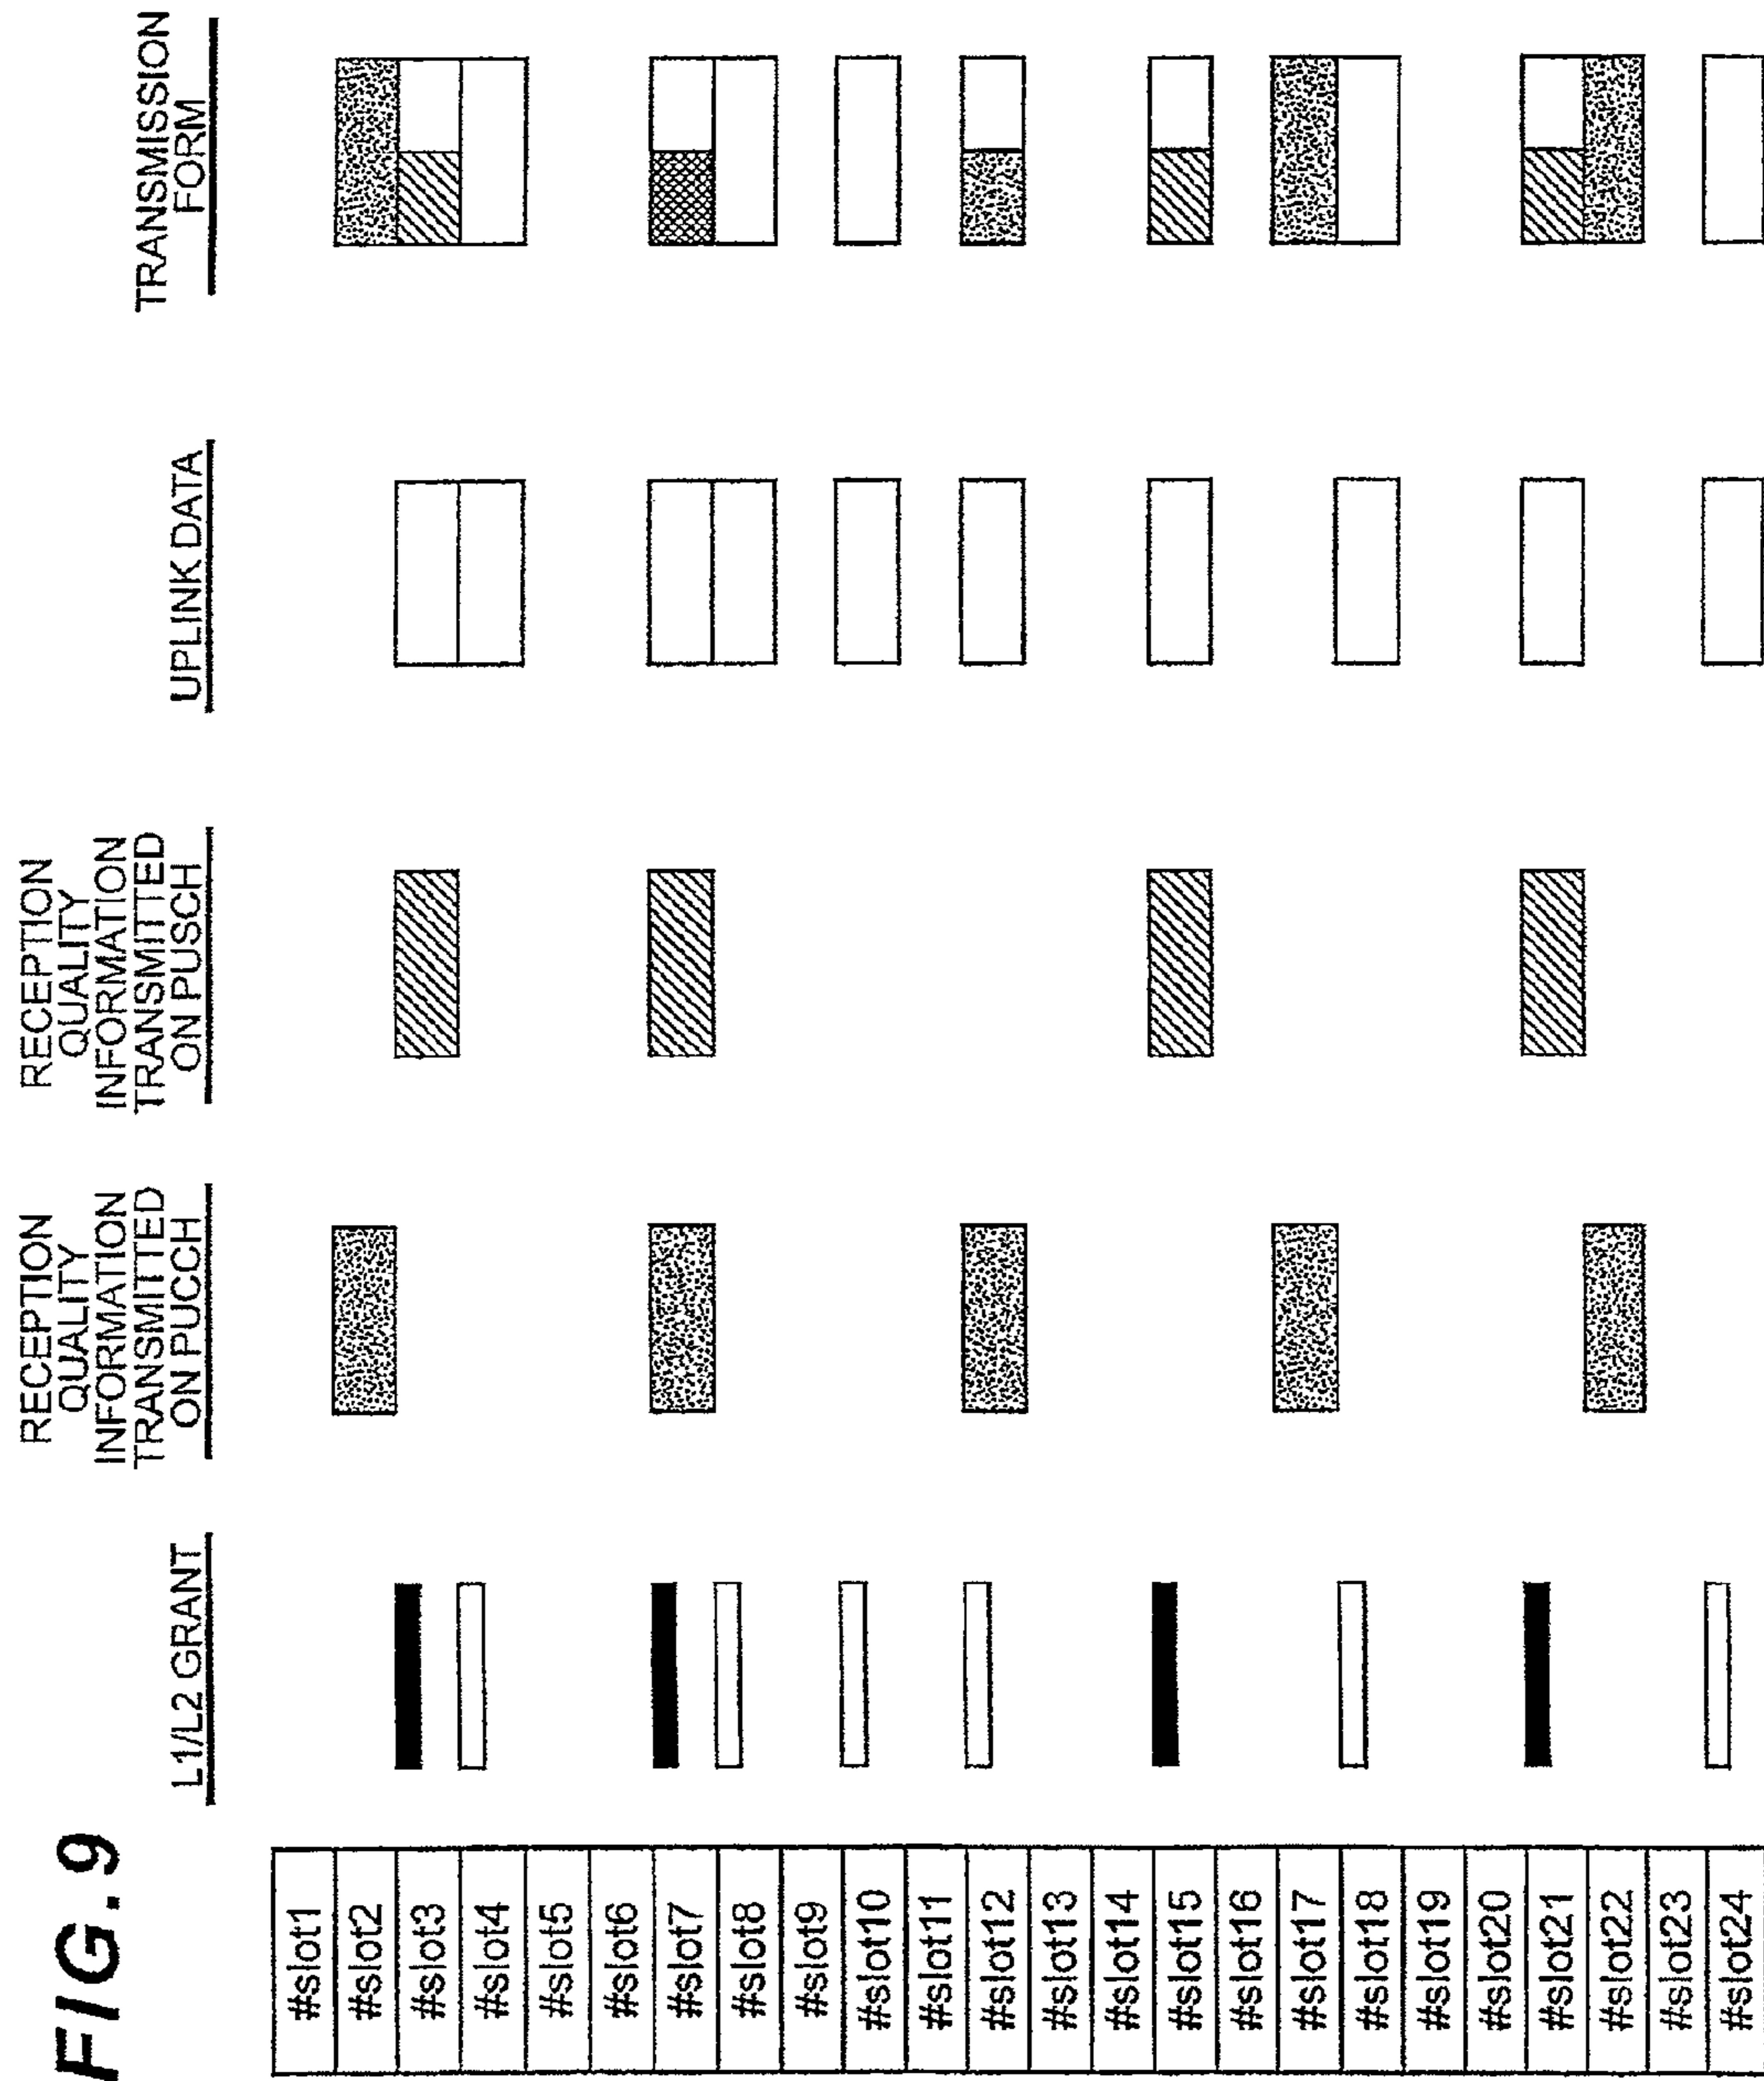 FIG.9
L1/L2 GRANT
RECEPTION
QUALITY
INFORMATION
TRANSMITTED
ON PUCCH
RECEPTION
QUALITY
INFORMATION
TRANSMITTED
ON PUSCH
UPLINK DATA
TRANSMISSION
FORM
#slot1
#slot2
#slot3
#slot4
#slot5
#slot6
#slot7
#slot8
#slot9
#slot10
#slot11
#slot12
#slot13
#slot14
#slot15
#slot16
#slot17
#slot18
#slot19
#slot20
#slot21
#slot22
#slot23
#slot24